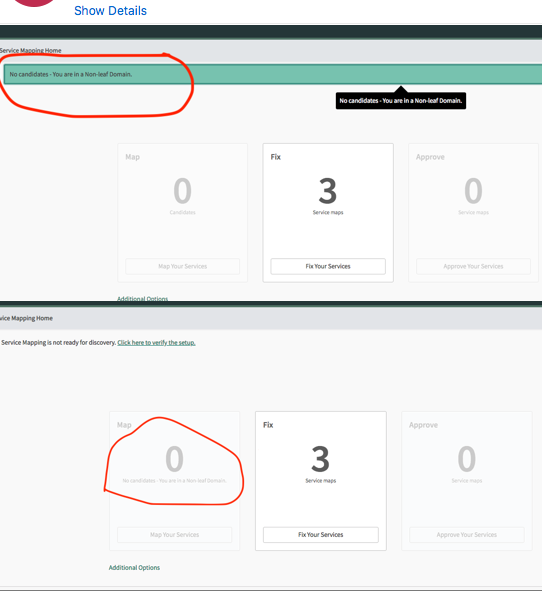 Show Details
Service Mapping Home
No candidates - You are in a Non-leaf Domain.
No candidates - You are in a Non-leaf Domain.
Map
Fix
Approve
0
3
0
Candidates
Service maps
Service maps
Map Your Services
Fix Your Services
Approve Your Services
Additional Options
vice Mapping Home
Service Mapping is not ready for discovery. Click here to verify the setup.
Map
Fix
Approve
0
3
0
No candidates - You are in a Non-leaf Domain.
Service maps
Service maps
Map Your Services
Fix Your Services
Approve Your Services
Additional Options